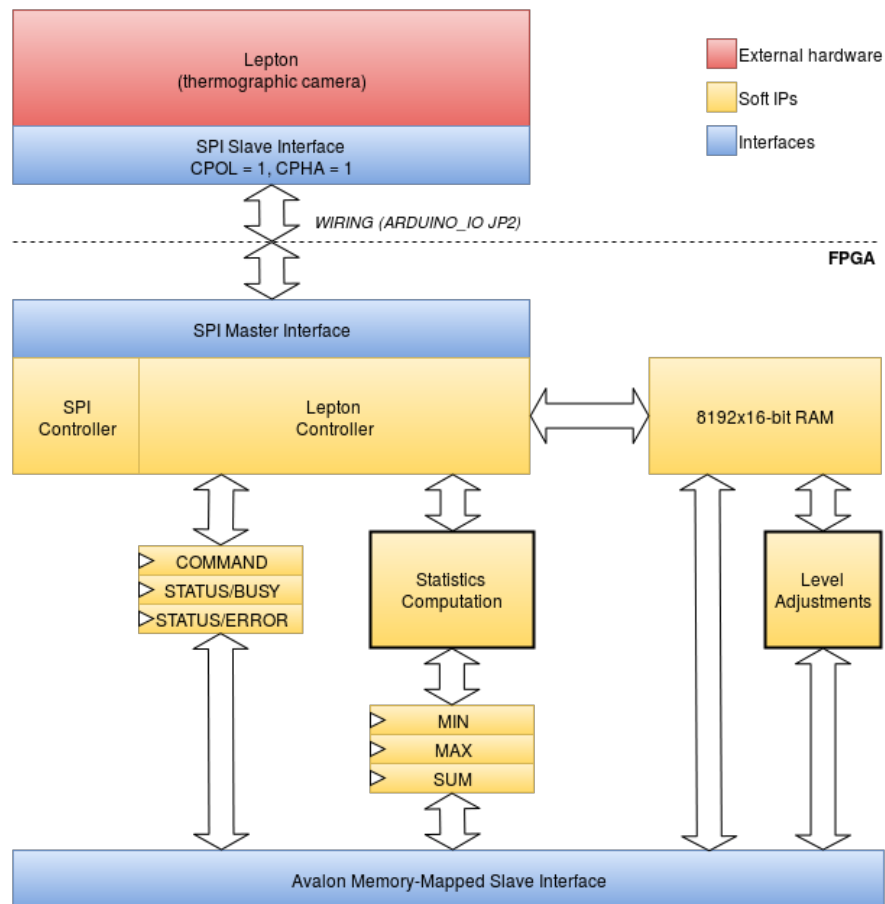 Lepton
(thermographic camera)
SPI Slave Interface
CPOL = 1, CPHA = 1
External hardware
Soft IPs
Interfaces
WIRING (ARDUINO_IO JP2)
FPGA
SPI Master Interface
SPI
Controller
Lepton
Controller
8192x16-bit RAM
COMMAND
STATUS/BUSY
STATUS/ERROR
Statistics
Computation
Level
Adjustments
MIN
MAX
SUM
Avalon Memory-Mapped Slave Interface